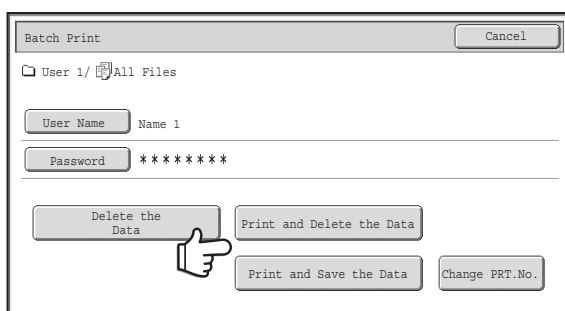 Batch Print Cancel
User 1/ All Files
User Name Name 1
Password ********
Delete the
Data
Print and Delete the Data
Print and Save the Data Change PRT.No.